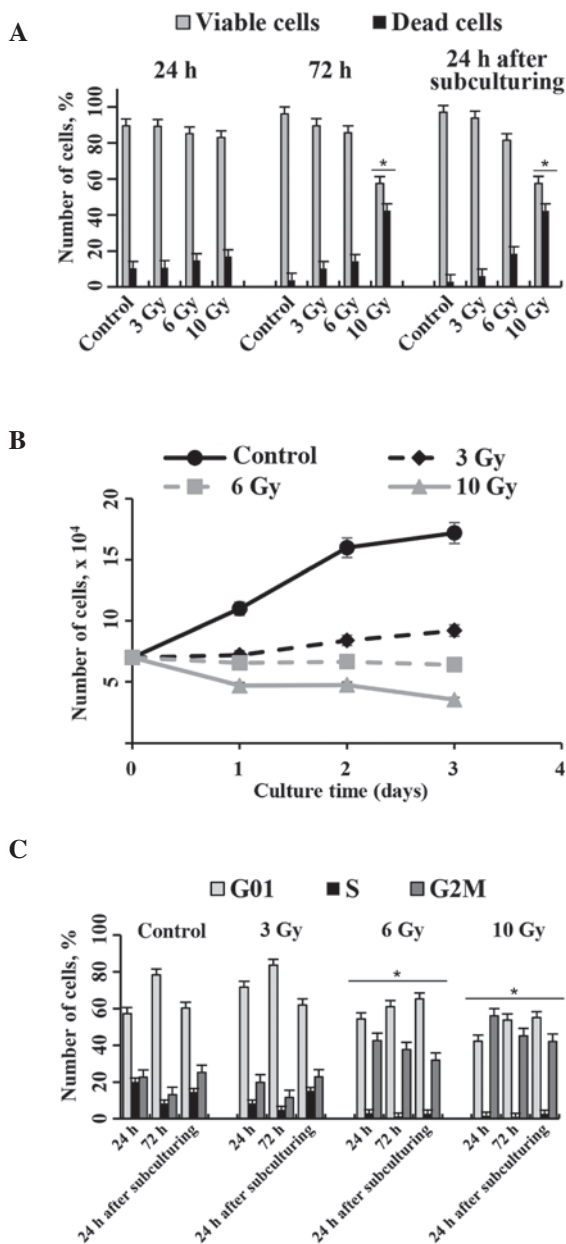 A
Viable cells Dead cells
24 h 72 h 24 h after
subculturing
Number of cells, %
100
80
60
40
20
0
* *
Control 3 Gy 6 Gy 10 Gy Control 3 Gy 6 Gy 10 Gy Control 3 Gy 6 Gy 10 Gy
B
Control 3 Gy
6 Gy 10 Gy
Number of cells, x 10⁴
20
15
10
5
0 1 2 3 4
Culture time (days)
C
G01 S G2M
Control 3 Gy 6 Gy 10 Gy
Number of cells, %
100
80
60
40
20
0
* *
24 h 72 h 24 h after subculturing 24 h 72 h 24 h after subculturing 24 h 72 h 24 h after subculturing 24 h 72 h 24 h after subculturing